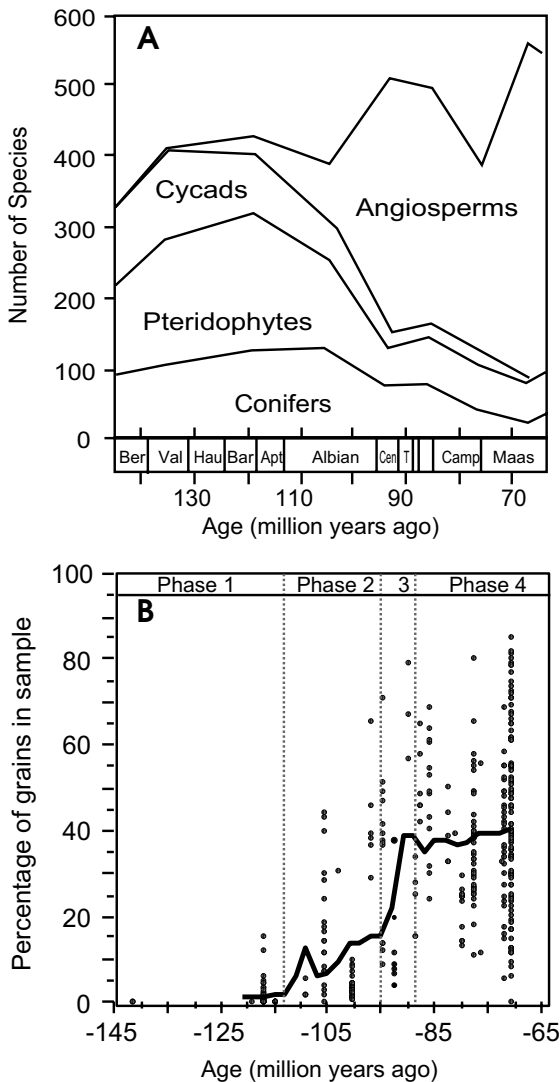 A
600
500
400
300
200
100
0
Number of Species
Cycads
Angiosperms
Pteridophytes
Conifers
Ber Val Hau Bar Apt Albian Cen T Camp Maas
130 110 90 70
Age (million years ago)
B
100
80
60
40
20
0
Percentage of grains in sample
Phase 1 Phase 2 3 Phase 4
-145 -125 -105 -85 -65
Age (million years ago)